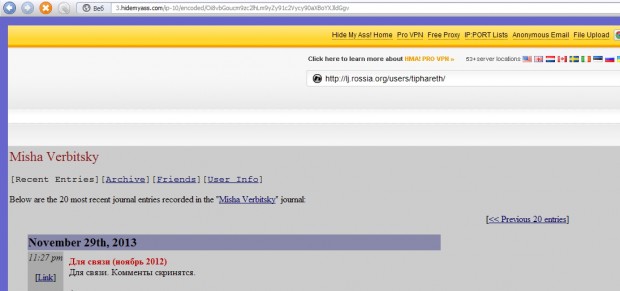 Веб
3.hidemyass.com/ip-10/encoded/
Hide My Ass! Home Pro VPN Free Proxy IP:PORT Lists Anonymous Email File Upload
Click here to learn more about HMA! PRO VPN » 53+ server locations
http://lj.rossia.org/users/tiphareth/
Misha Verbitsky
[Recent Entries][Archive][Friends][User Info]
Below are the 20 most recent journal entries recorded in the "Misha Verbitsky" journal:
[<< Previous 20 entries]
November 29th, 2013
11:27 pm
Для связи (ноябрь 2012)
[Link]
Для связи. Комменты скринятся.